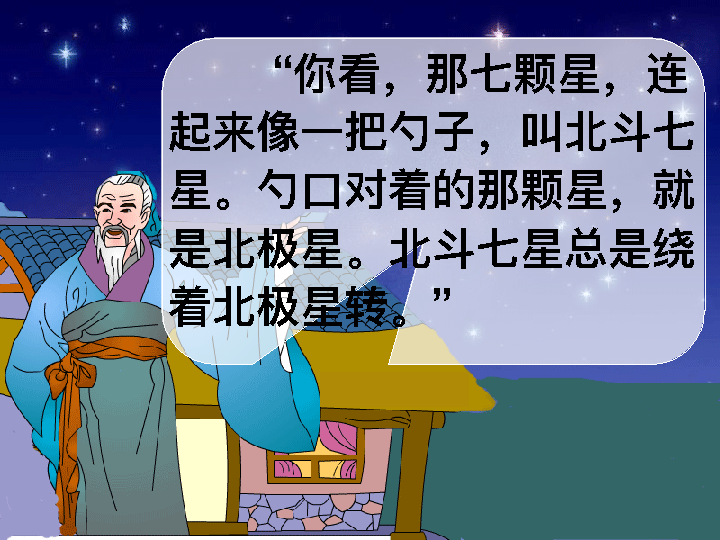 “你看，那七颗星，连
起来像一把勺子，叫北斗七
星。勺口对着的那颗星，就
是北极星。北斗七星总是绕
着北极星转。”